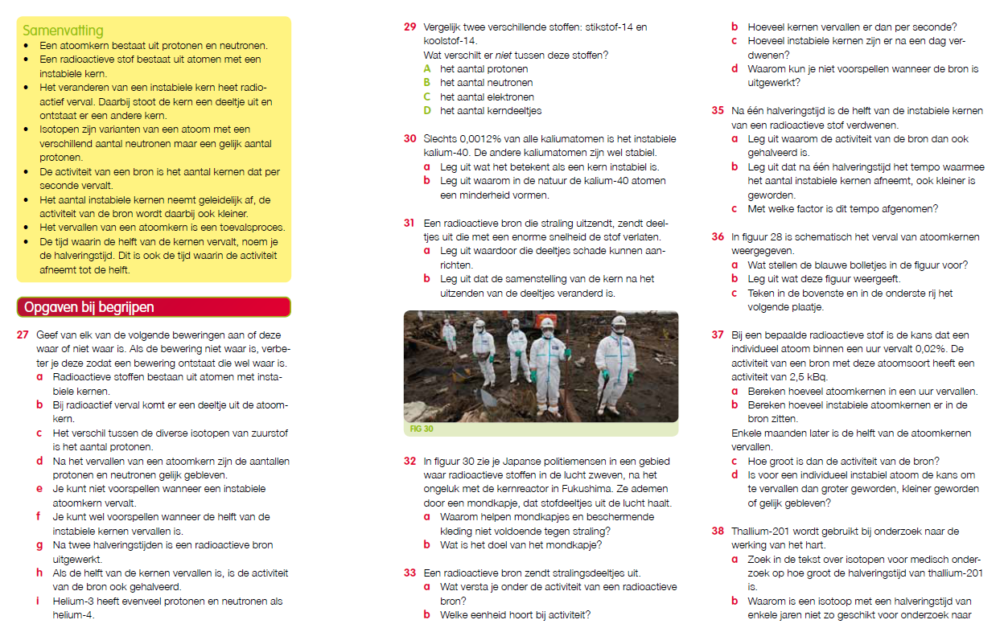 Samenvatting
• Een atoomkern bestaat uit protonen en neutronen.
• Een radioactieve stof bestaat uit atomen met een
instabiele kern.
• Het veranderen van een instabiele kern heet radio-
actief verval. Daarbij stoot de kern een deeltje uit en
ontstaat er een andere kern.
• Isotopen zijn varianten van een atoom met een
verschillend aantal neutronen maar een gelijk aantal
protonen.
• De activiteit van een bron is het aantal kernen dat per
seconde vervalt.
• Het aantal instabiele kernen neemt geleidelijk af, de
activiteit van de bron wordt daarbij ook kleiner.
• Het vervallen van een atoomkern is een toevalsproces.
• De tijd waarin de helft van de kernen vervalt, noem je
de halveringstijd. Dit is ook de tijd waarin de activiteit
afneemt tot de helft.
Opgaven bij begrijpen
27 Geef van elk van de volgende beweringen aan of deze
waar of niet waar is. Als de bewering niet waar is, verbe-
ter je deze zodat een bewering ontstaat die wel waar is.
a Radioactieve stoffen bestaan uit atomen met insta-
biele kernen.
b Bij radioactief verval komt er een deeltje uit de atoom-
kern.
c Het verschil tussen de diverse isotopen van zuurstof
is het aantal protonen.
d Na het vervallen van een atoomkern zijn de aantallen
protonen en neutronen gelijk gebleven.
e Je kunt niet voorspellen wanneer een instabiele
atoomkern vervalt.
f Je kunt wel voorspellen wanneer de helft van de
instabiele kernen vervallen is.
g Na twee halveringstijden is een radioactieve bron
uitgewerkt.
h Als de helft van de kernen vervallen is, is de activiteit
van de bron ook gehalveerd.
i Helium-3 heeft evenveel protonen en neutronen als
helium-4.
29 Vergelijk twee verschillende stoffen: stikstof-14 en
koolstof-14.
Wat verschilt er niet tussen deze stoffen?
A het aantal protonen
B het aantal neutronen
C het aantal elektronen
D het aantal kerndeeltjes
30 Slechts 0,0012% van alle kaliumatomen is het instabiele
kalium-40. De andere kaliumatomen zijn wel stabiel.
a Leg uit wat het betekent als een kern instabiel is.
b Leg uit waarom in de natuur de kalium-40 atomen
een minderheid vormen.
31 Een radioactieve bron die straling uitzendt, zendt deel-
tjes uit die met een enorme snelheid de stof verlaten.
a Leg uit waardoor die deeltjes schade kunnen aan-
richten.
b Leg uit dat de samenstelling van de kern na het
uitzenden van de deeltjes veranderd is.
FIG 30
32 In figuur 30 zie je Japanse politiemensen in een gebied
waar radioactieve stoffen in de lucht zweven, na het
ongeluk met de kernreactor in Fukushima. Ze ademen
door een mondkapje, dat stofdeeltjes uit de lucht haalt.
a Waarom helpen mondkapjes en beschermende
kleding niet voldoende tegen straling?
b Wat is het doel van het mondkapje?
33 Een radioactieve bron zendt stralingsdeeltjes uit.
a Wat versta je onder de activiteit van een radioactieve
bron?
b Welke eenheid hoort bij activiteit?
b Hoeveel kernen vervallen er dan per seconde?
c Hoeveel instabiele kernen zijn er na een dag ver-
dwenen?
d Waarom kun je niet voorspellen wanneer de bron is
uitgewerkt?
35 Na één halveringstijd is de helft van de instabiele kernen
van een radioactieve stof verdwenen.
a Leg uit waarom de activiteit van de bron dan ook
gehalveerd is.
b Leg uit dat na één halveringstijd het tempo waarmee
het aantal instabiele kernen afneemt, ook kleiner is
geworden.
c Met welke factor is dit tempo afgenomen?
36 In figuur 28 is schematisch het verval van atoomkernen
weergegeven.
a Wat stellen de blauwe bolletjes in de figuur voor?
b Leg uit wat deze figuur weergeeft.
c Teken in de bovenste en in de onderste rij het
volgende plaatje.
37 Bij een bepaalde radioactieve stof is de kans dat een
individueel atoom binnen een uur vervalt 0,02%. De
activiteit van een bron met deze atoomsoort heeft een
activiteit van 2,5 kBq.
a Bereken hoeveel atoomkernen in een uur vervallen.
b Bereken hoeveel instabiele atoomkernen er in de
bron zitten.
Enkele maanden later is de helft van de atoomkernen
vervallen.
c Hoe groot is dan de activiteit van de bron?
d Is voor een individueel instabiel atoom de kans om
te vervallen dan groter geworden, kleiner geworden
of gelijk gebleven?
38 Thallium-201 wordt gebruikt bij onderzoek naar de
werking van het hart.
a Zoek in de tekst over isotopen voor medisch onder-
zoek op hoe groot de halveringstijd van thallium-201
is.
b Waarom is een isotoop met een halveringstijd van
enkele jaren niet zo geschikt voor onderzoek naar